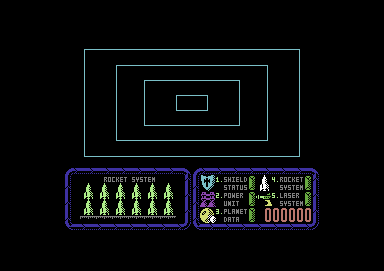 ROCKET SYSTEM
1.SHIELD STATUS
4.ROCKET SYSTEM
2.POWER UNIT
5.LASER SYSTEM
3.PLANET DATA
000000